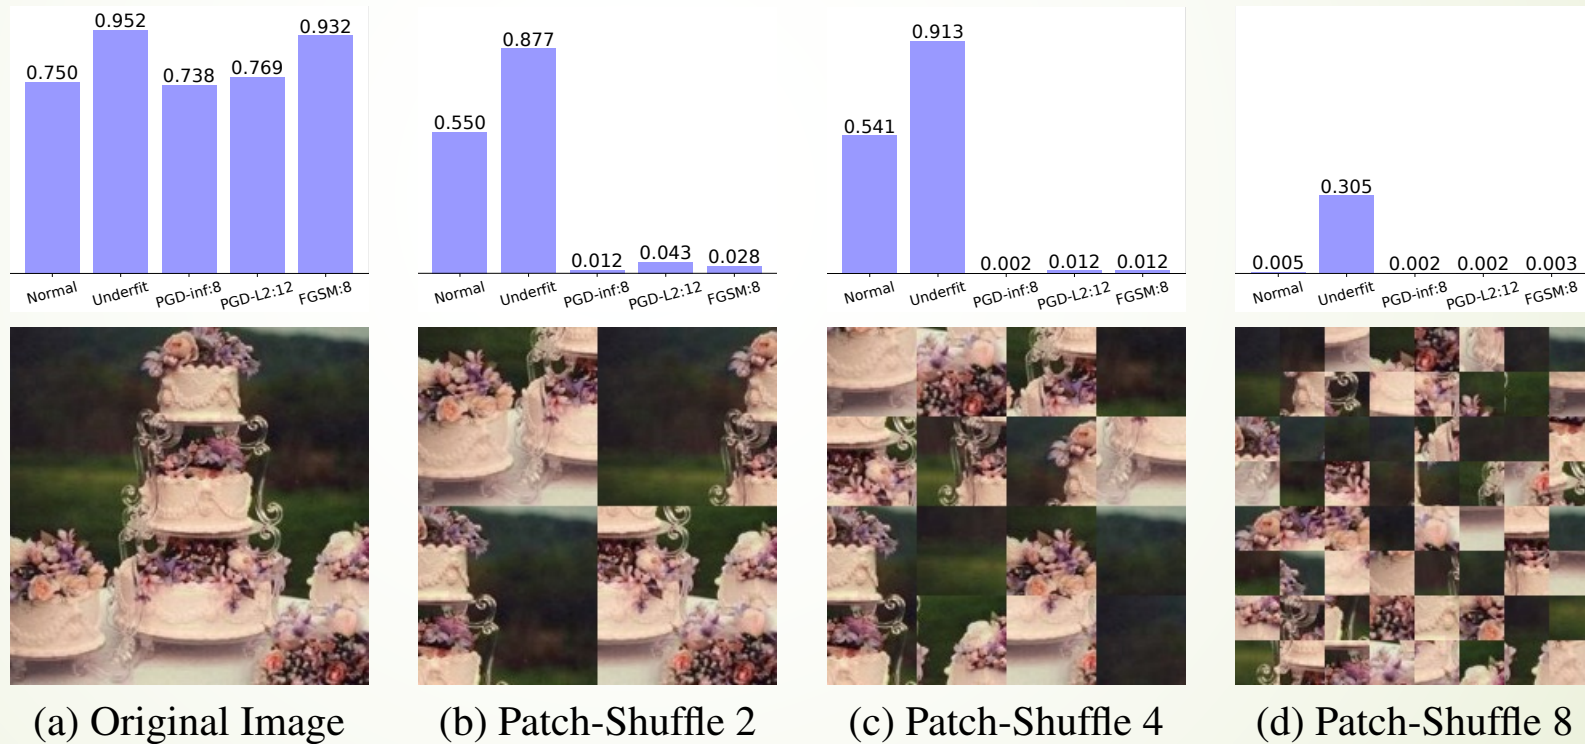 0.750
0.952
0.738
0.769
0.932
Normal
Underfit
PGD-inf:8
PGD-L2:12
FGSM:8
0.550
0.877
0.012
0.043
0.028
Normal
Underfit
PGD-inf:8
PGD-L2:12
FGSM:8
0.541
0.913
0.002
0.012
0.012
Normal
Underfit
PGD-inf:8
PGD-L2:12
FGSM:8
0.005
0.305
0.002
0.002
0.003
Normal
Underfit
PGD-inf:8
PGD-L2:12
FGSM:8
(a) Original Image
(b) Patch-Shuffle 2
(c) Patch-Shuffle 4
(d) Patch-Shuffle 8